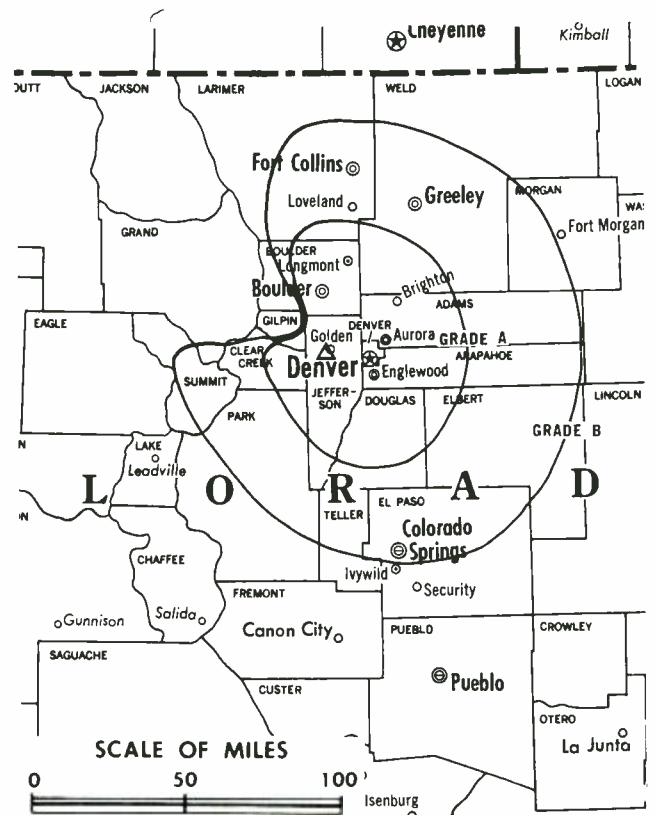 Cheyenne
Kimball
JACKSON
LARIMER
WELD
LOGAN
Fort Collins
Loveland
Greeley
MORGAN
Fort Morgan
GRAND
BOULDER
Longmont
Boulder
Brighton
ADAMS
EAGLE
GILPIN
Golden
DENVER
Aurora
GRADE A
CLEAR CREEK
Denver
ARAPAHOE
Englewood
SUMMIT
JEFFER-
SON
DOUGLAS
ELBERT
LINCOLN
PARK
GRADE B
LAKE
Leadville
L O R A D
TELLER
EL PASO
Colorado
Springs
CHAFFEE
Ivywild
Security
FREMONT
Gunnison
Salida
Canon City
PUEBLO
CROWLEY
SAGUACHE
CUSTER
Pueblo
OTERO
La Junta
SCALE OF MILES
0 50 100
Isenburg